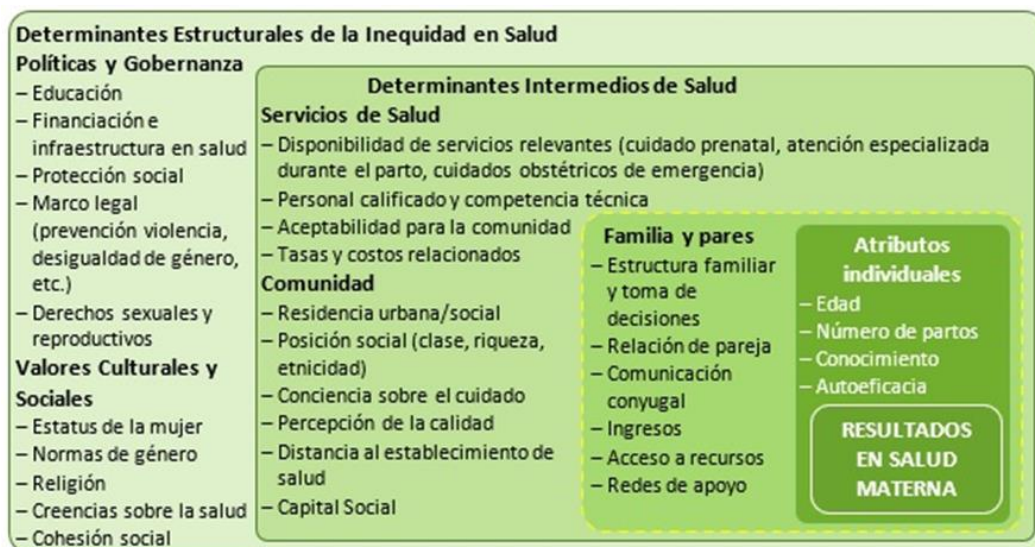 Determinantes Estructurales de la Inequidad en Salud
Políticas y Gobernanza
– Educación
– Financiación e
infraestructura en salud
– Protección social
– Marco legal
(prevención violencia,
desigualdad de género,
etc.)
– Derechos sexuales y
reproductivos
Valores Culturales y
Sociales
– Estatus de la mujer
– Normas de género
– Religión
– Creencias sobre la salud
– Cohesión social
Determinantes Intermedios de Salud
Servicios de Salud
– Disponibilidad de servicios relevantes (cuidado prenatal, atención especializada
durante el parto, cuidados obstétricos de emergencia)
– Personal calificado y competencia técnica
– Aceptabilidad para la comunidad
– Tasas y costos relacionados
Comunidad
– Residencia urbana/social
– Posición social (clase, riqueza,
etnicidad)
– Conciencia sobre el cuidado
– Percepción de la calidad
– Distancia al establecimiento de
salud
– Capital Social
Familia y pares
– Estructura familiar
y toma de
decisiones
– Relación de pareja
– Comunicación
conyugal
– Ingresos
– Acceso a recursos
– Redes de apoyo
Atributos
individuales
– Edad
– Número de partos
– Conocimiento
– Autoeficacia
RESULTADOS
EN SALUD
MATERNA